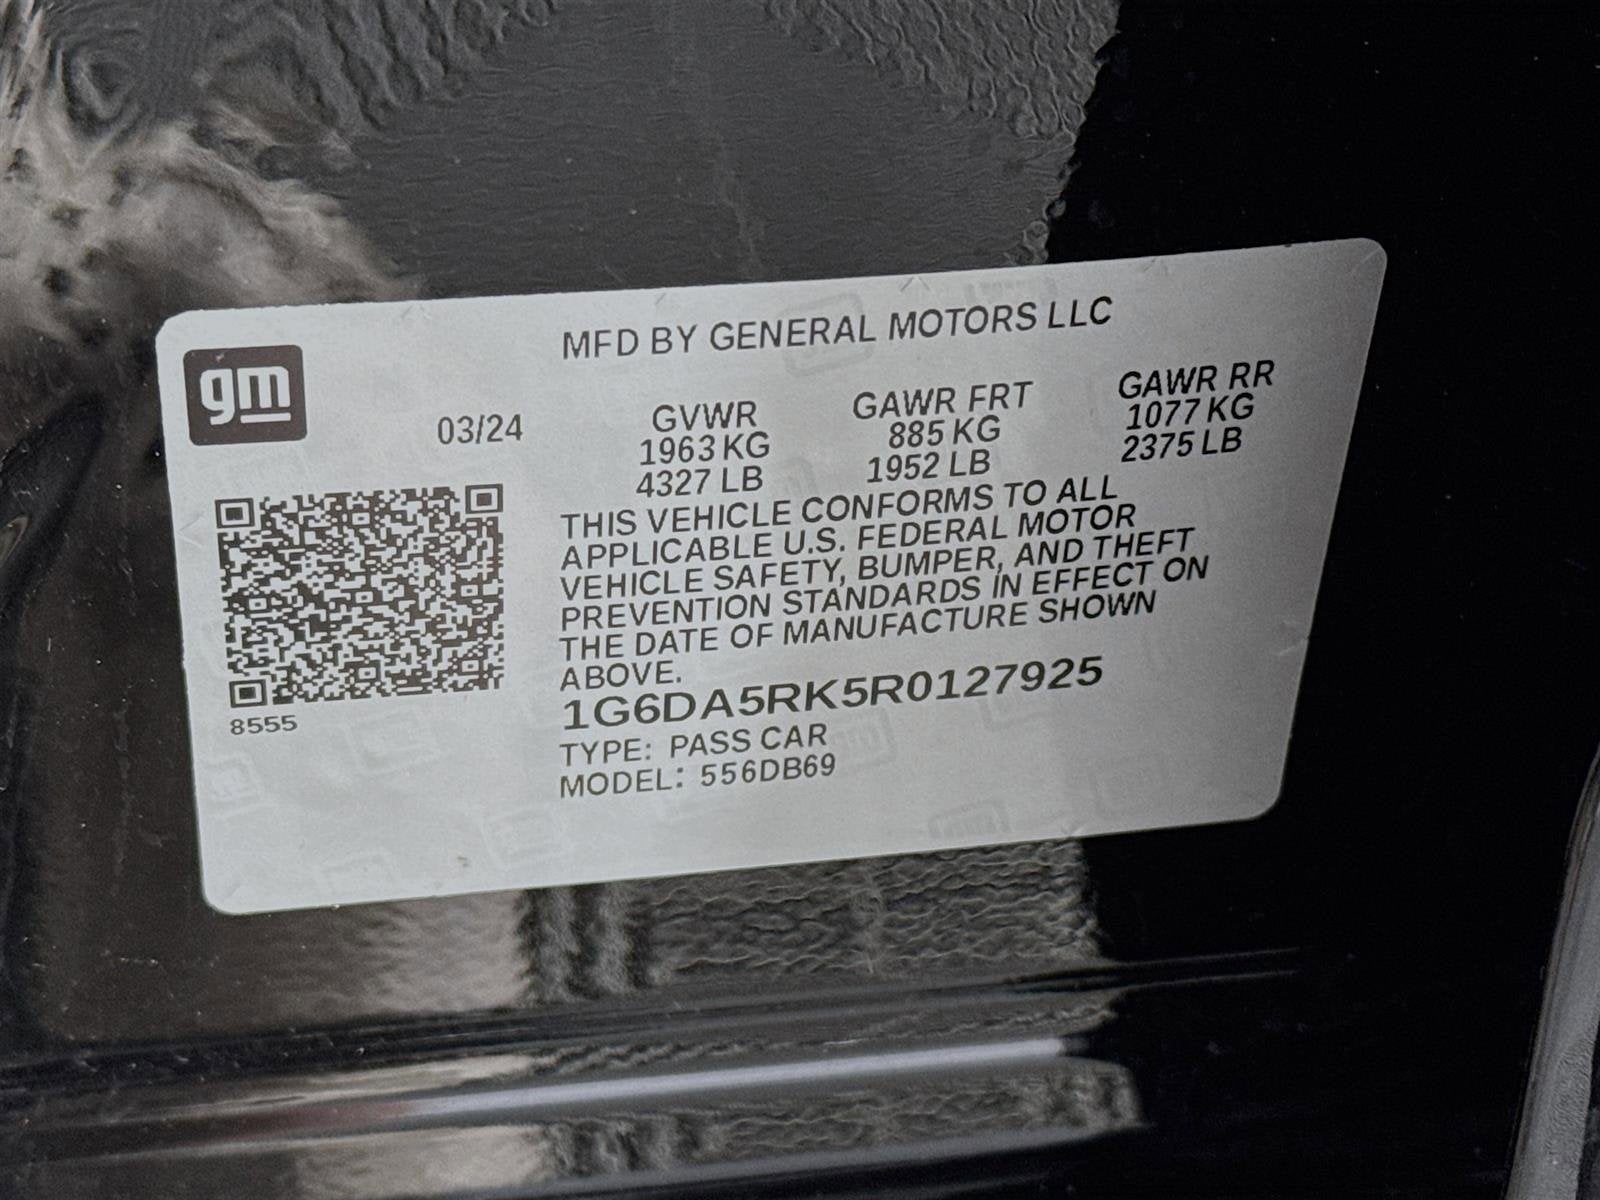 MFD BY GENERAL MOTORS LLC
gm
03/24
GVWR
1963 KG
4327 LB
GAWR FRT
885 KG
1952 LB
GAWR RR
1077 KG
2375 LB
THIS VEHICLE CONFORMS TO ALL
APPLICABLE U.S. FEDERAL MOTOR
VEHICLE SAFETY, BUMPER, AND THEFT
PREVENTION STANDARDS IN EFFECT ON
THE DATE OF MANUFACTURE SHOWN
ABOVE.
1G6DA5RK5R0127925
TYPE: PASS CAR
MODEL: 556DB69
8555